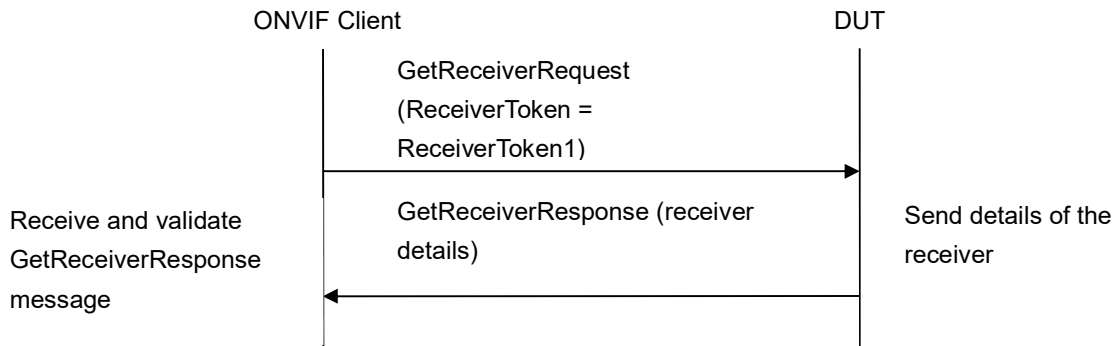 ONVIF Client
DUT
GetReceiverRequest
(ReceiverToken =
ReceiverToken1)
Receive and validate
GetReceiverResponse
message
GetReceiverResponse (receiver
details)
Send details of the
receiver